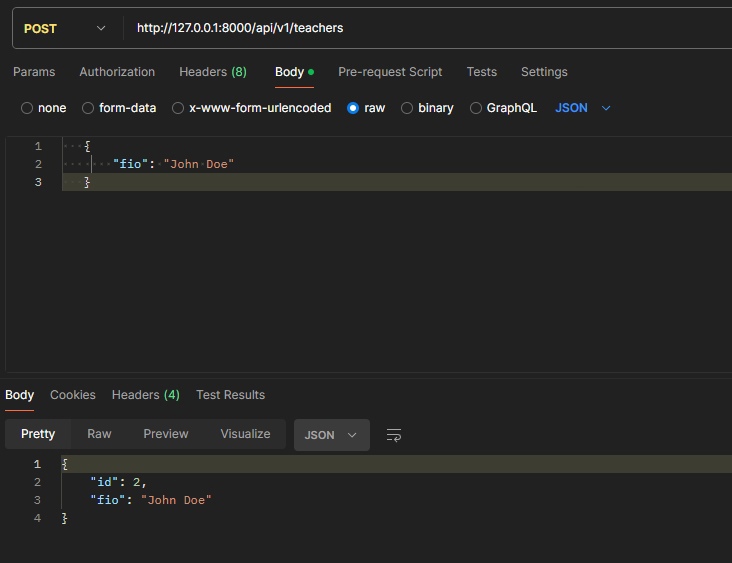 POST http://127.0.0.1:8000/api/v1/teachers
Params Authorization Headers (8) Body Pre-request Script Tests Settings
none form-data x-www-form-urlencoded raw binary GraphQL JSON
1 {
2 "fio": "John Doe"
3 }
Body Cookies Headers (4) Test Results
Pretty Raw Preview Visualize JSON
1 {
2 "id": 2,
3 "fio": "John Doe"
4 }